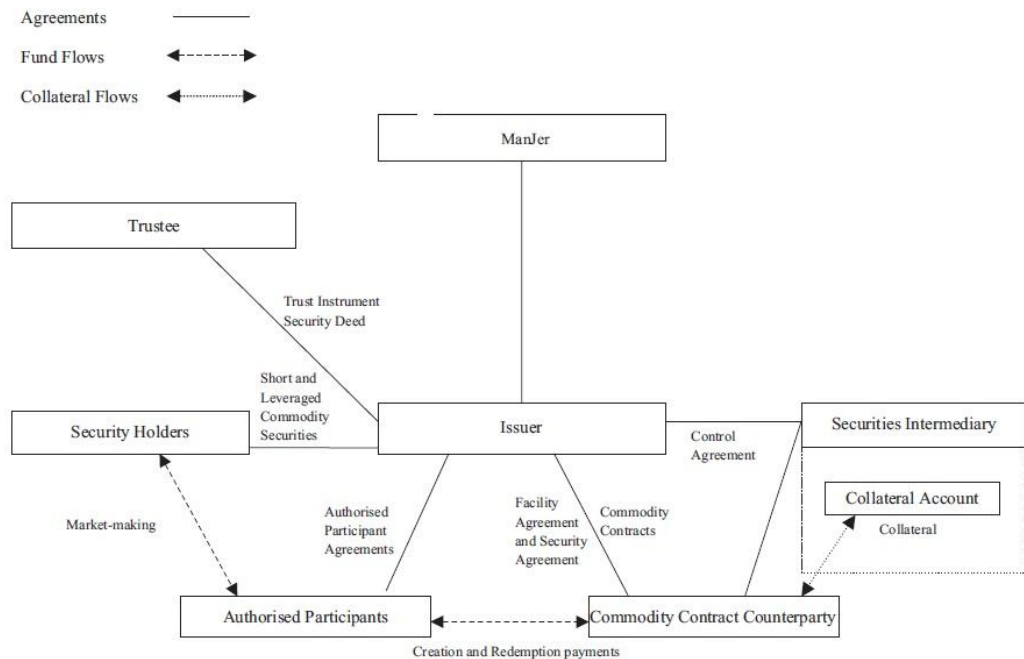 Agreements
Fund Flows
Collateral Flows
ManJer
Trustee
Trust Instrument
Security Deed
Short and
Leveraged
Commodity
Securities
Security Holders
Issuer
Control
Agreement
Securities Intermediary
Collateral Account
Collateral
Market-making
Authorised
Participant
Agreements
Facility
Agreement
and Security
Agreement
Commodity
Contracts
Authorised Participants
Commodity Contract Counterparty
Creation and Redemption payments